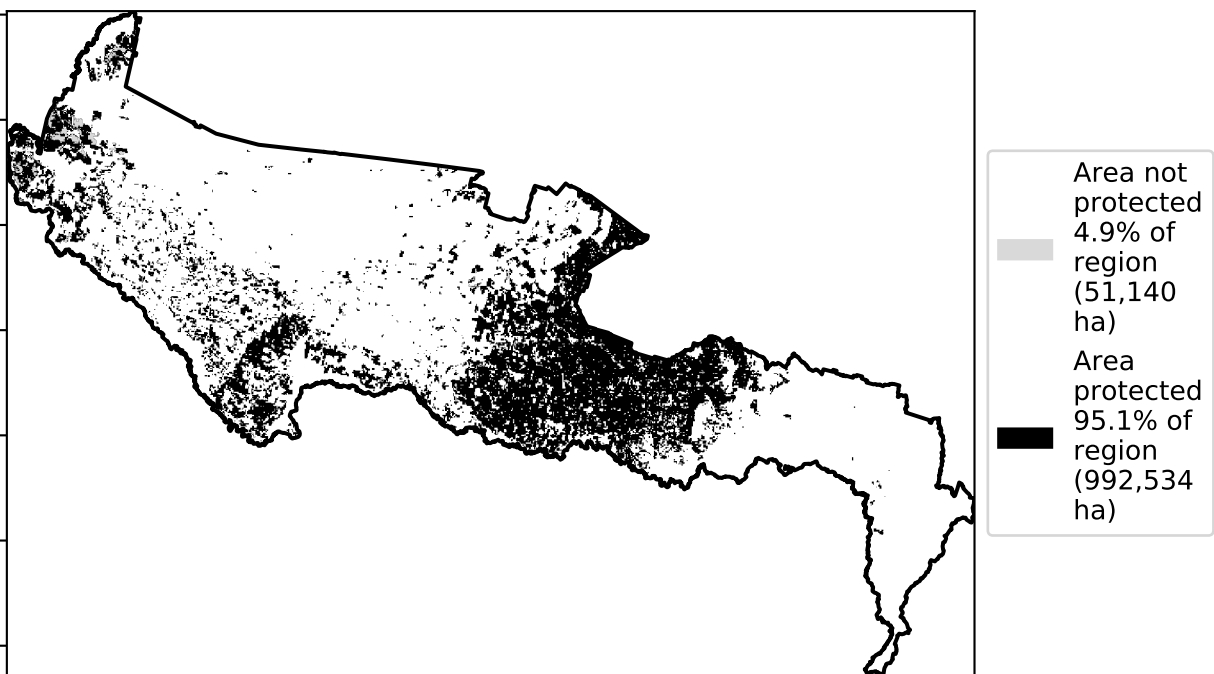 Area not
protected
4.9% of
region
(51,140
ha)
Area
protected
95.1% of
region
(992,534
ha)